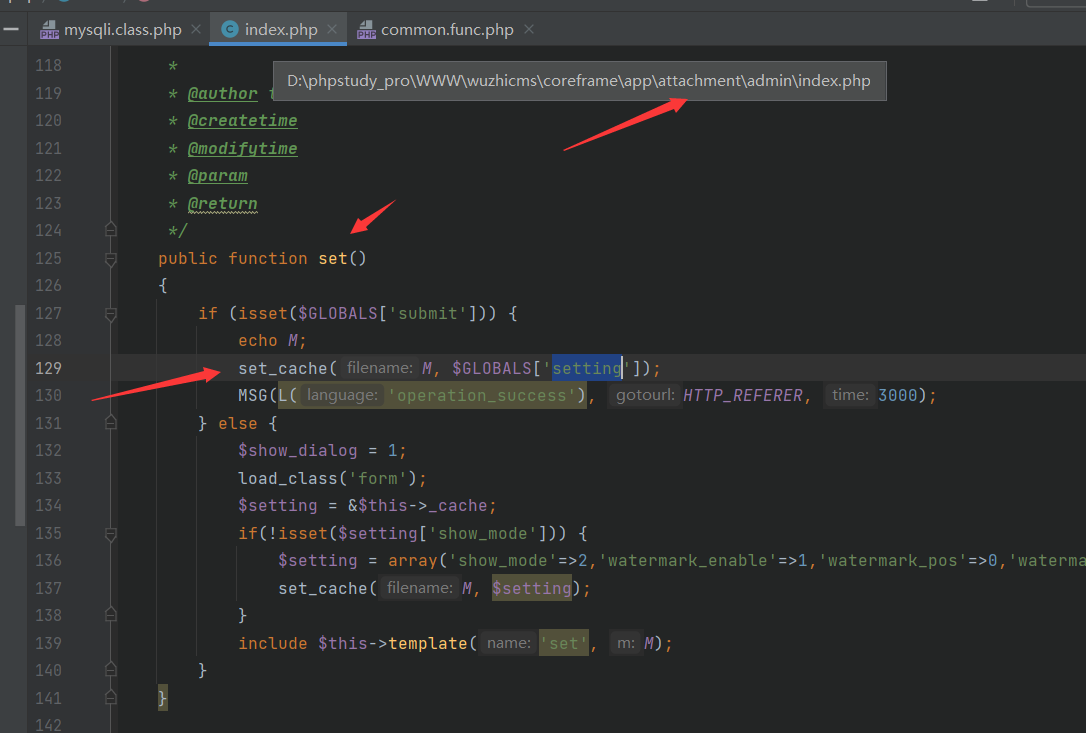 mysqli.class.php index.php common.func.php
118 *
D:\phpstudy_pro\WWW\wuzhicms\coreframe\app\attachment\admin\index.php
119 * @author
120 * @createtime
121 * @modifytime
122 * @param
123 * @return
124 */
125 public function set()
126 {
127 if (isset($GLOBALS['submit'])) {
128 echo M;
129 set_cache( filename: M, $GLOBALS['setting']);
130 MSG(L( language: 'operation_success'), gotourl: HTTP_REFERER, time: 3000);
131 } else {
132 $show_dialog = 1;
133 load_class('form');
134 $setting = &$this->_cache;
135 if(!isset($setting['show_mode'])) {
136 $setting = array('show_mode'=>2,'watermark_enable'=>1,'watermark_pos'=>0,'waterma
137 set_cache( filename: M, $setting);
138 }
139 include $this->template( name: 'set', m: M);
140 }
141 }
142